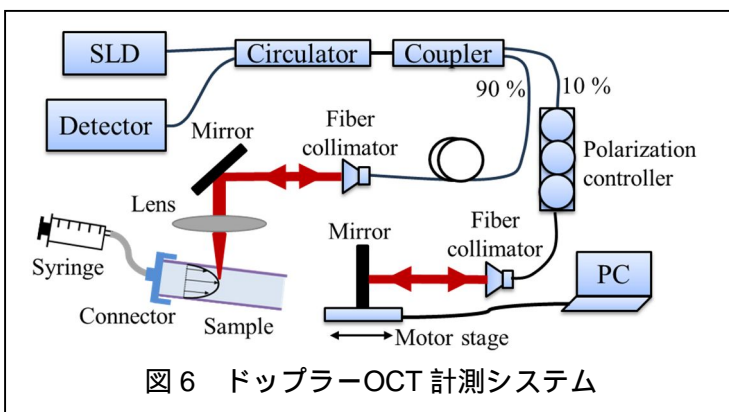 SLD
Circulator
Coupler
90 %
10 %
Detector
Mirror
Fiber
collimator
Polarization
controller
Lens
Mirror
Fiber
collimator
Syringe
PC
Connector
Sample
Motor stage
図 6 ドップラーOCT 計測システム